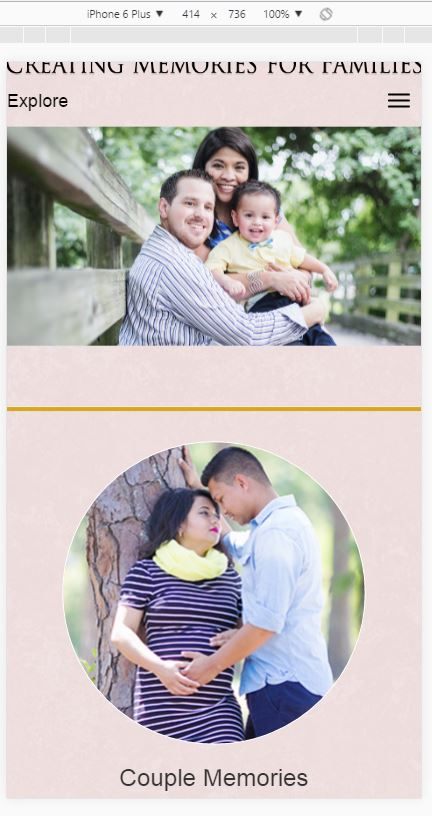 iPhone 6 Plus ▼ 414 × 736 100% ▼
CREATING MEMORIES FOR FAMILIES
Explore
Couple Memories